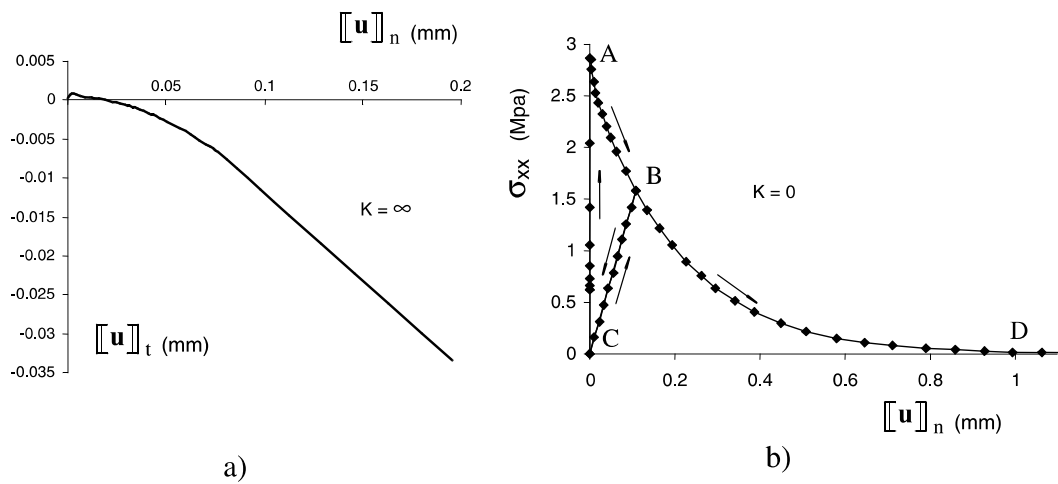 ⟦u⟧n (mm)
0.005
0
-0.005
-0.01
-0.015
-0.02
-0.025
-0.03
-0.035
0.05
0.1
0.15
0.2
K = ∞
⟦u⟧t (mm)
a)
σxx (Mpa)
3
2.5
2
1.5
1
0.5
0
A
B
C
D
K = 0
0
0.2
0.4
0.6
0.8
1
⟦u⟧n (mm)
b)